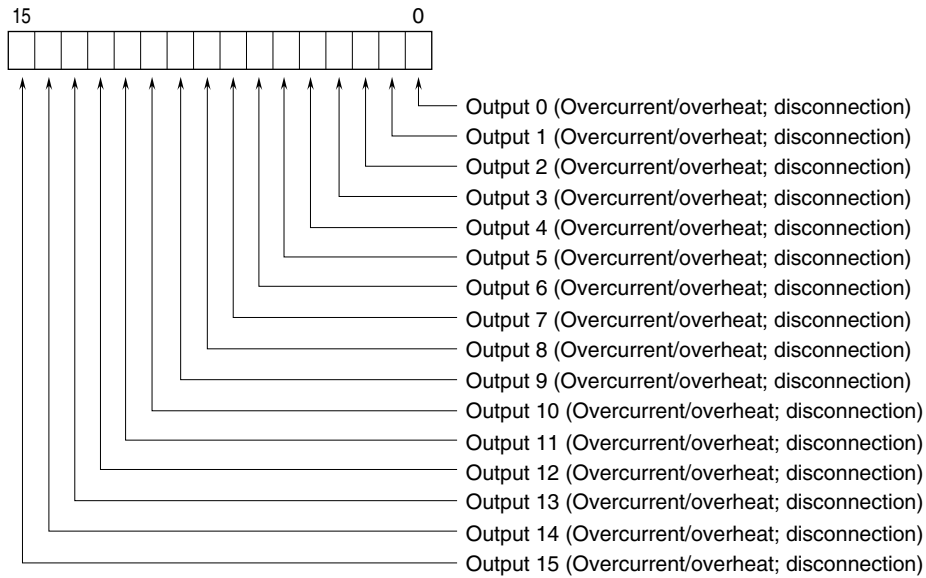 15 0
Output 0 (Overcurrent/overheat; disconnection)
Output 1 (Overcurrent/overheat; disconnection)
Output 2 (Overcurrent/overheat; disconnection)
Output 3 (Overcurrent/overheat; disconnection)
Output 4 (Overcurrent/overheat; disconnection)
Output 5 (Overcurrent/overheat; disconnection)
Output 6 (Overcurrent/overheat; disconnection)
Output 7 (Overcurrent/overheat; disconnection)
Output 8 (Overcurrent/overheat; disconnection)
Output 9 (Overcurrent/overheat; disconnection)
Output 10 (Overcurrent/overheat; disconnection)
Output 11 (Overcurrent/overheat; disconnection)
Output 12 (Overcurrent/overheat; disconnection)
Output 13 (Overcurrent/overheat; disconnection)
Output 14 (Overcurrent/overheat; disconnection)
Output 15 (Overcurrent/overheat; disconnection)